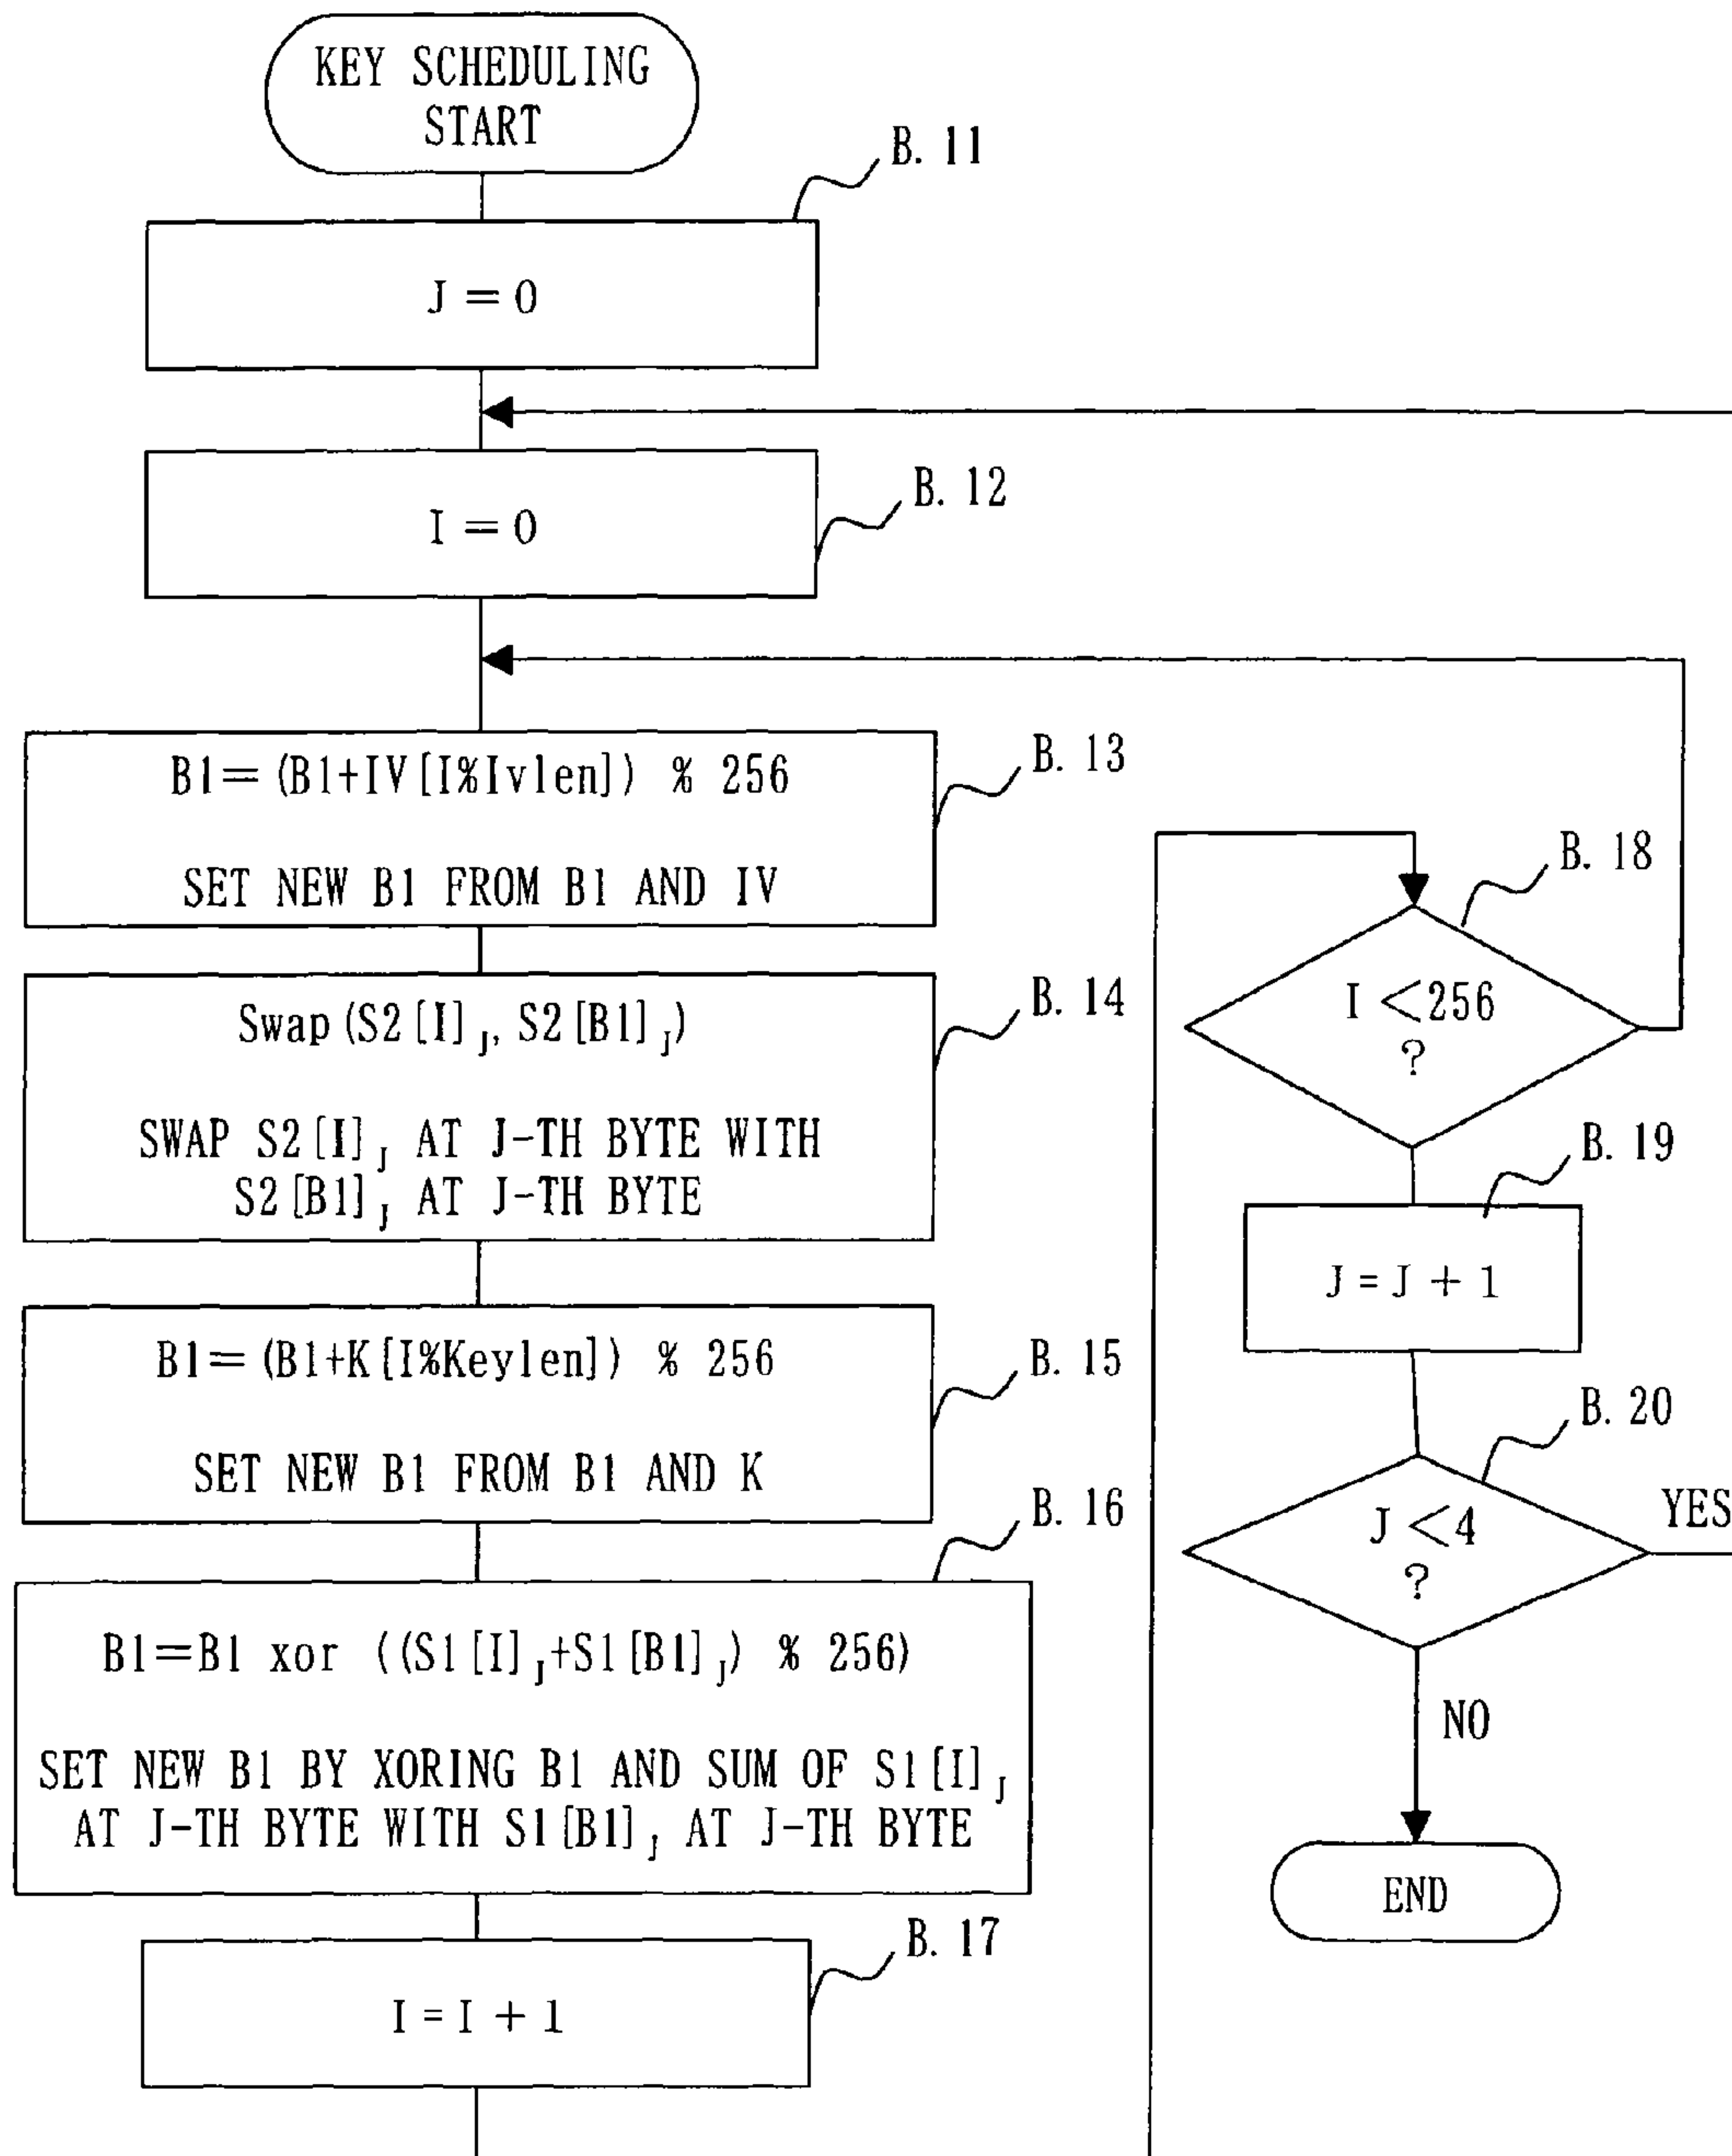 KEY SCHEDULING
START
B. 11
J = 0
B. 12
I = 0
B1=(B1+IV[I%Ivlen]) % 256
SET NEW B1 FROM B1 AND IV
B. 13
Swap(S2[I]J, S2[B1]J)
SWAP S2[I]J AT J-TH BYTE WITH
S2[B1]J AT J-TH BYTE
B. 14
B1=(B1+K[I%Keylen]) % 256
SET NEW B1 FROM B1 AND K
B. 15
B1=B1 xor ((S1[I]J+S1[B1]J) % 256)
SET NEW B1 BY XORING B1 AND SUM OF S1[I]J
AT J-TH BYTE WITH S1[B1]J AT J-TH BYTE
B. 16
B. 17
I = I + 1
B. 18
I <256
?
B. 19
J = J + 1
B. 20
J <4
?
YES
NO
END